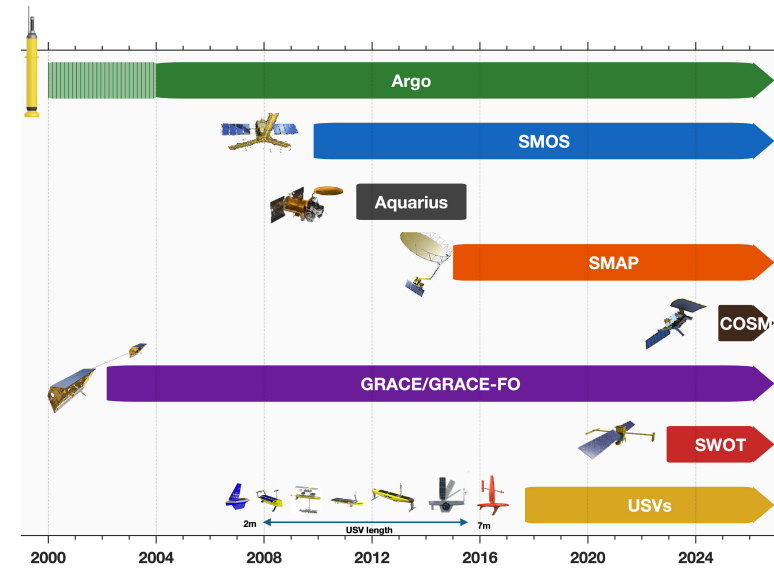 Argo
SMOS
Aquarius
SMAP
COSM
GRACE/GRACE-FO
SWOT
USVs
2m
USV length
7m
2000 2004 2008 2012 2016 2020 2024